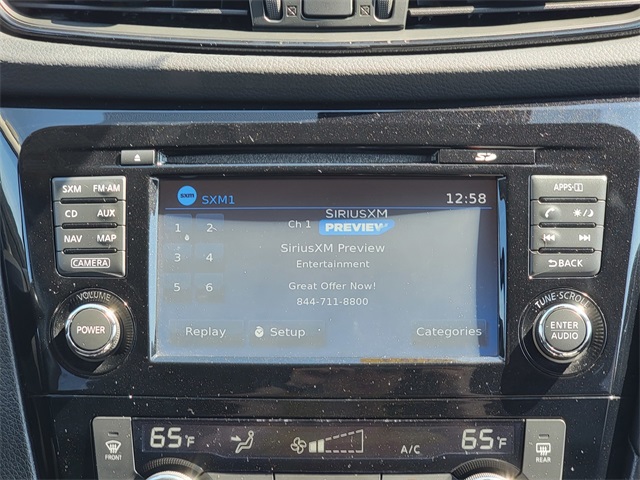 SXM FM·AM
CD AUX
NAV MAP
CAMERA
VOLUME
POWER
sxm SXM1 12:58
1 2
3 4
5 6
Ch 1 SIRIUSXM
PREVIEW
SiriusXM Preview
Entertainment
Great Offer Now!
844-711-8800
Replay Setup Categories
SD
APPS·
BACK
TUNE·SCROLL
ENTER
AUDIO
FRONT
65°F
A/C
65°F
REAR